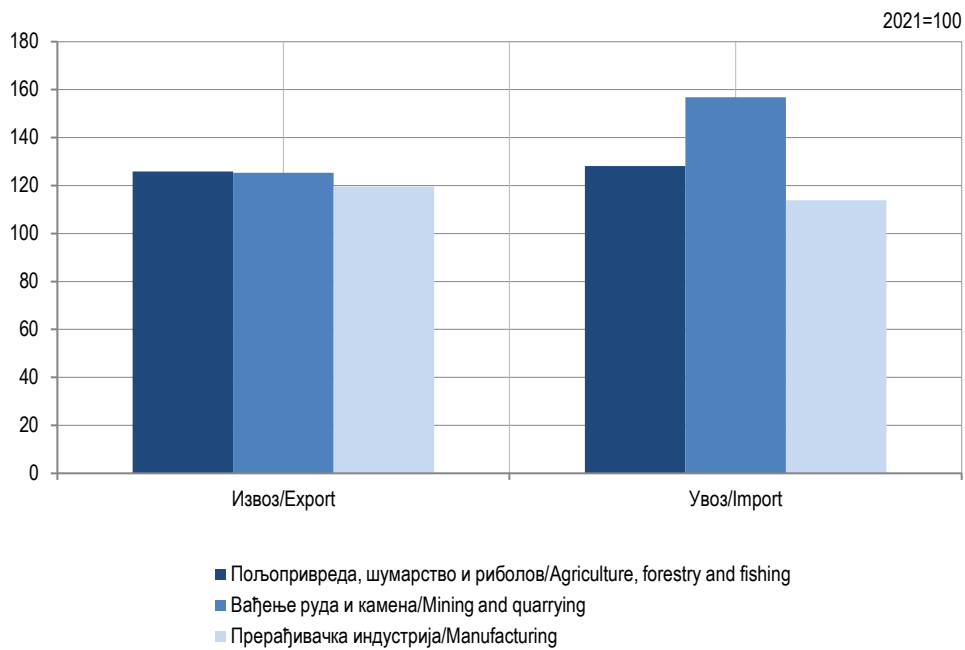 2021=100
180
160
140
120
100
80
60
40
20
0
Извоз/Export
Увоз/Import
Пољопривреда, шумарство и риболов/Agriculture, forestry and fishing
Вађење руда и камена/Mining and quarrying
Прерађивачка индустрија/Manufacturing